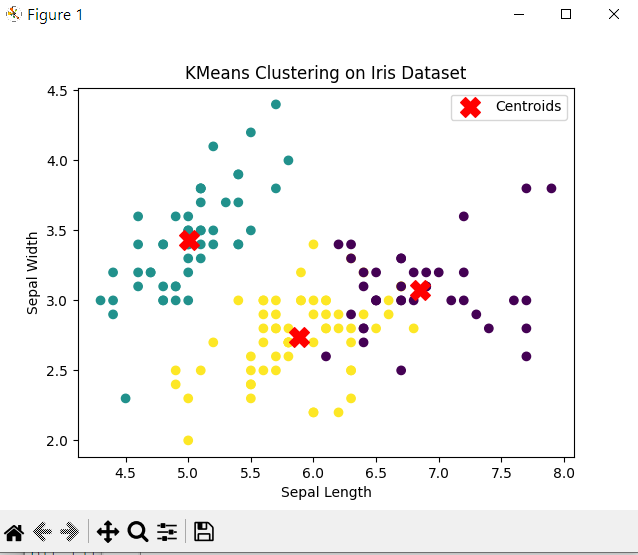 Figure 1
KMeans Clustering on Iris Dataset
Centroids
4.5
4.0
3.5
3.0
2.5
2.0
Sepal Width
4.5 5.0 5.5 6.0 6.5 7.0 7.5 8.0
Sepal Length